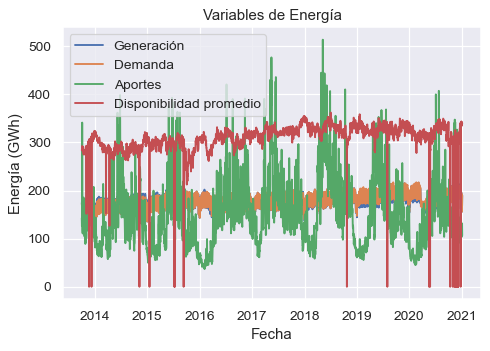 Variables de Energía
Generación
Demanda
Aportes
Disponibilidad promedio
Energía (GWh)
500
400
300
200
100
0
2014 2015 2016 2017 2018 2019 2020 2021
Fecha